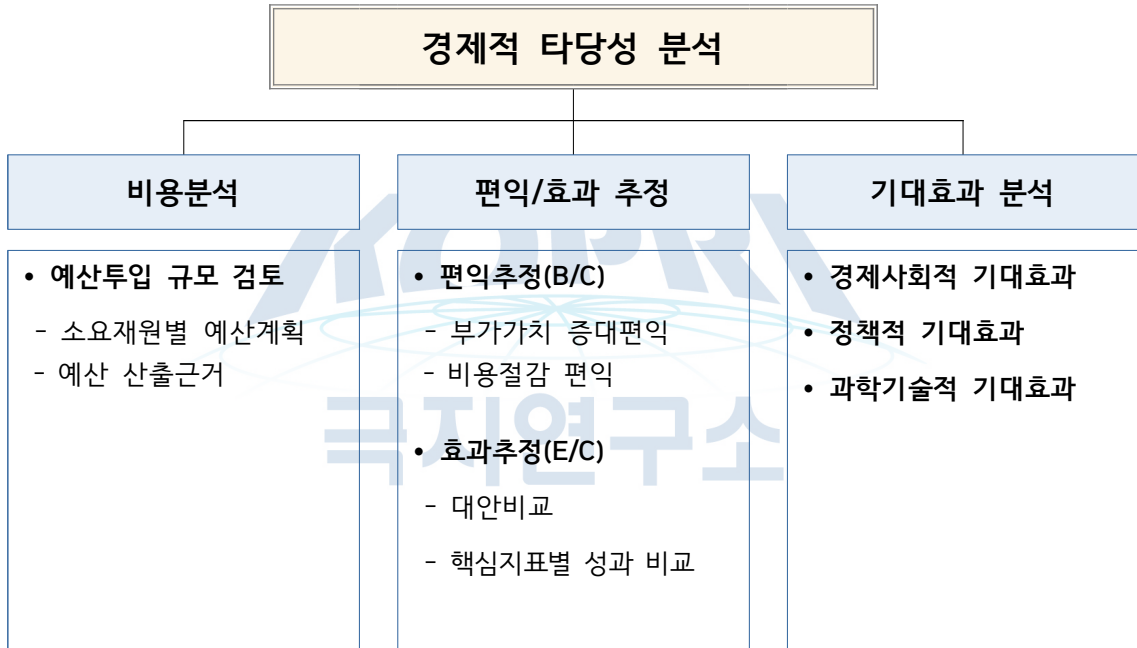 경제적 타당성 분석
비용분석
• 예산투입 규모 검토
- 소요재원별 예산계획
- 예산 산출근거
편익/효과 추정
• 편익추정(B/C)
- 부가가치 증대편익
- 비용절감 편익
• 효과추정(E/C)
- 대안비교
- 핵심지표별 성과 비교
기대효과 분석
• 경제사회적 기대효과
• 정책적 기대효과
• 과학기술적 기대효과
KOPRI
극지연구소